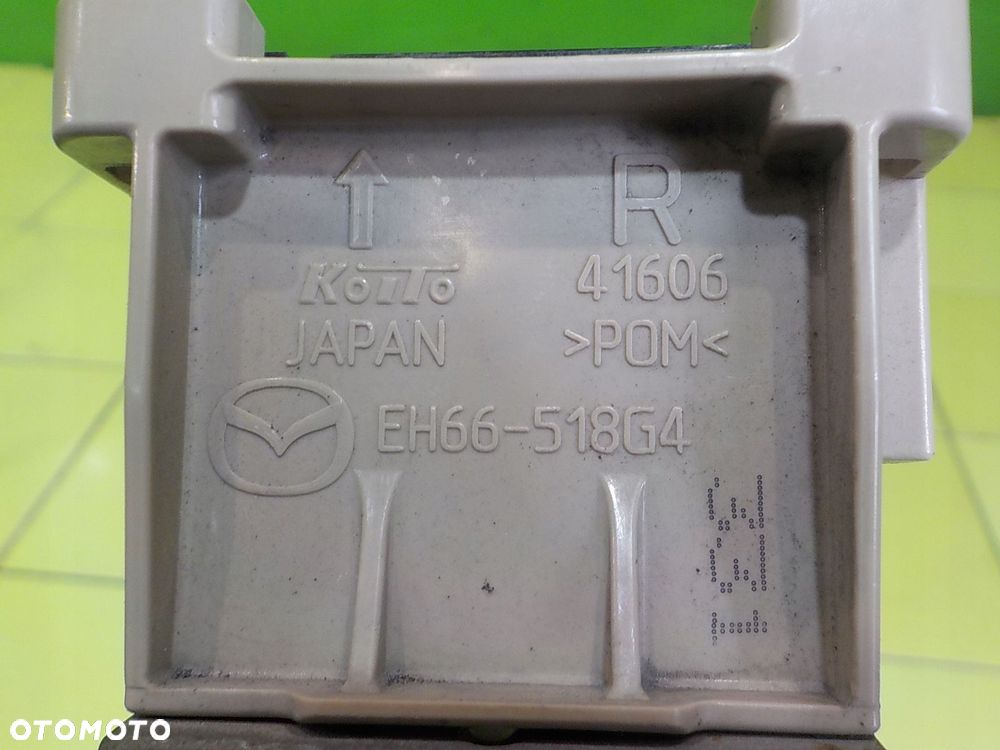 R
KOITO 41606
JAPAN >POM<
EH66-518G4
OTOMOTO